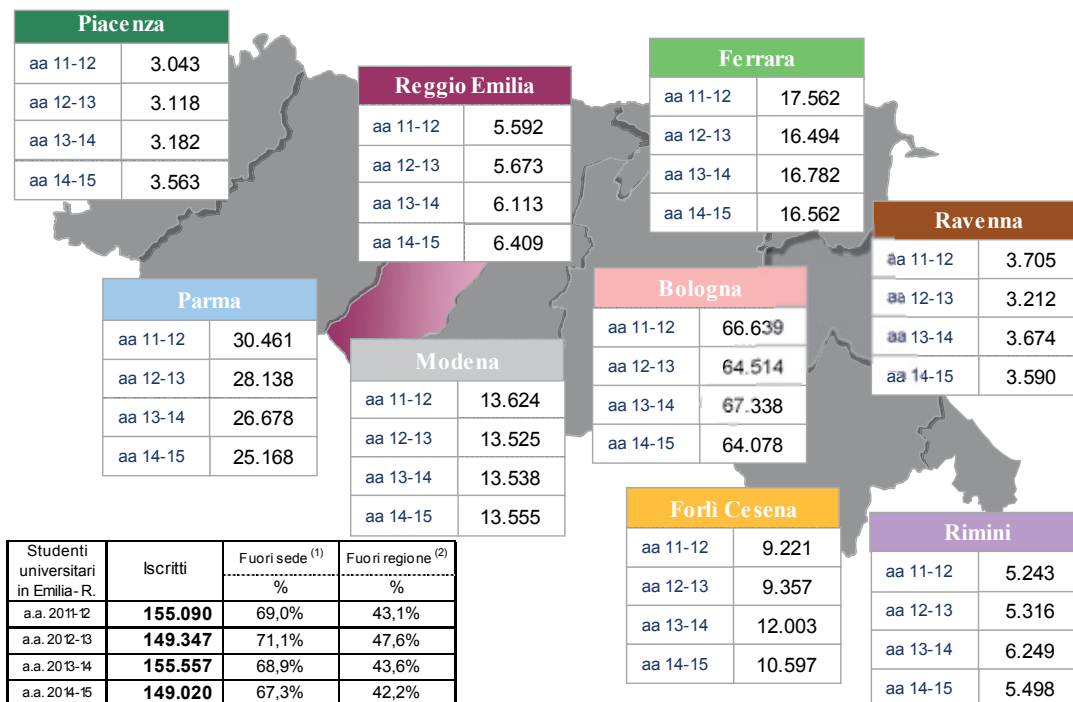 Piacenza
aa 11-12 3.043
aa 12-13 3.118
aa 13-14 3.182
aa 14-15 3.563
Reggio Emilia
aa 11-12 5.592
aa 12-13 5.673
aa 13-14 6.113
aa 14-15 6.409
Ferrara
aa 11-12 17.562
aa 12-13 16.494
aa 13-14 16.782
aa 14-15 16.562
Ravenna
aa 11-12 3.705
aa 12-13 3.212
aa 13-14 3.674
aa 14-15 3.590
Parma
aa 11-12 30.461
aa 12-13 28.138
aa 13-14 26.678
aa 14-15 25.168
Modena
aa 11-12 13.624
aa 12-13 13.525
aa 13-14 13.538
aa 14-15 13.555
Bologna
aa 11-12 66.639
aa 12-13 64.514
aa 13-14 67.338
aa 14-15 64.078
Forlì Cesena
aa 11-12 9.221
aa 12-13 9.357
aa 13-14 12.003
aa 14-15 10.597
Rimini
aa 11-12 5.243
aa 12-13 5.316
aa 13-14 6.249
aa 14-15 5.498
Studenti
universitari
in Emilia-R.
Iscritti
Fuori sede (1)
Fuori regione (2)
% %
a.a. 2011-12 155.090 69,0% 43,1%
a.a. 2012-13 149.347 71,1% 47,6%
a.a. 2013-14 155.557 68,9% 43,6%
a.a. 2014-15 149.020 67,3% 42,2%